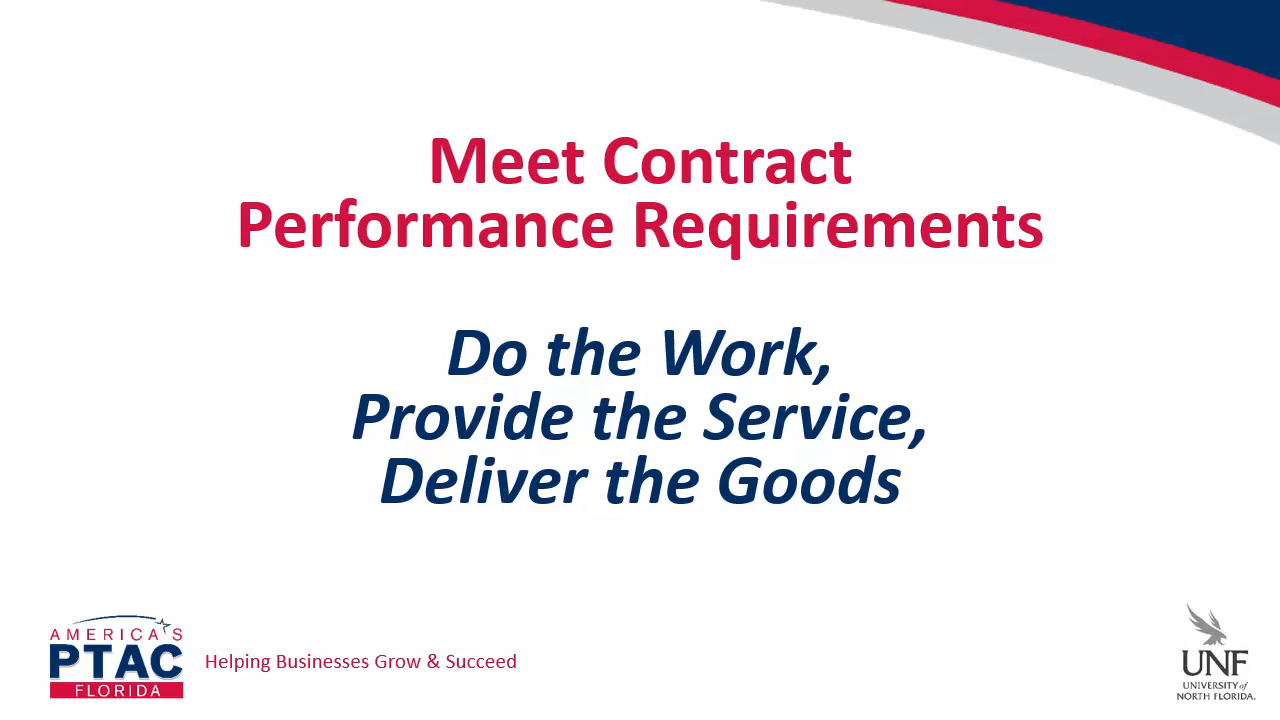 Meet Contract
Performance Requirements
Do the Work,
Provide the Service,
Deliver the Goods
AMERICA'S
PTAC
FLORIDA
Helping Businesses Grow & Succeed
UNF
UNIVERSITY of
NORTH FLORIDA.